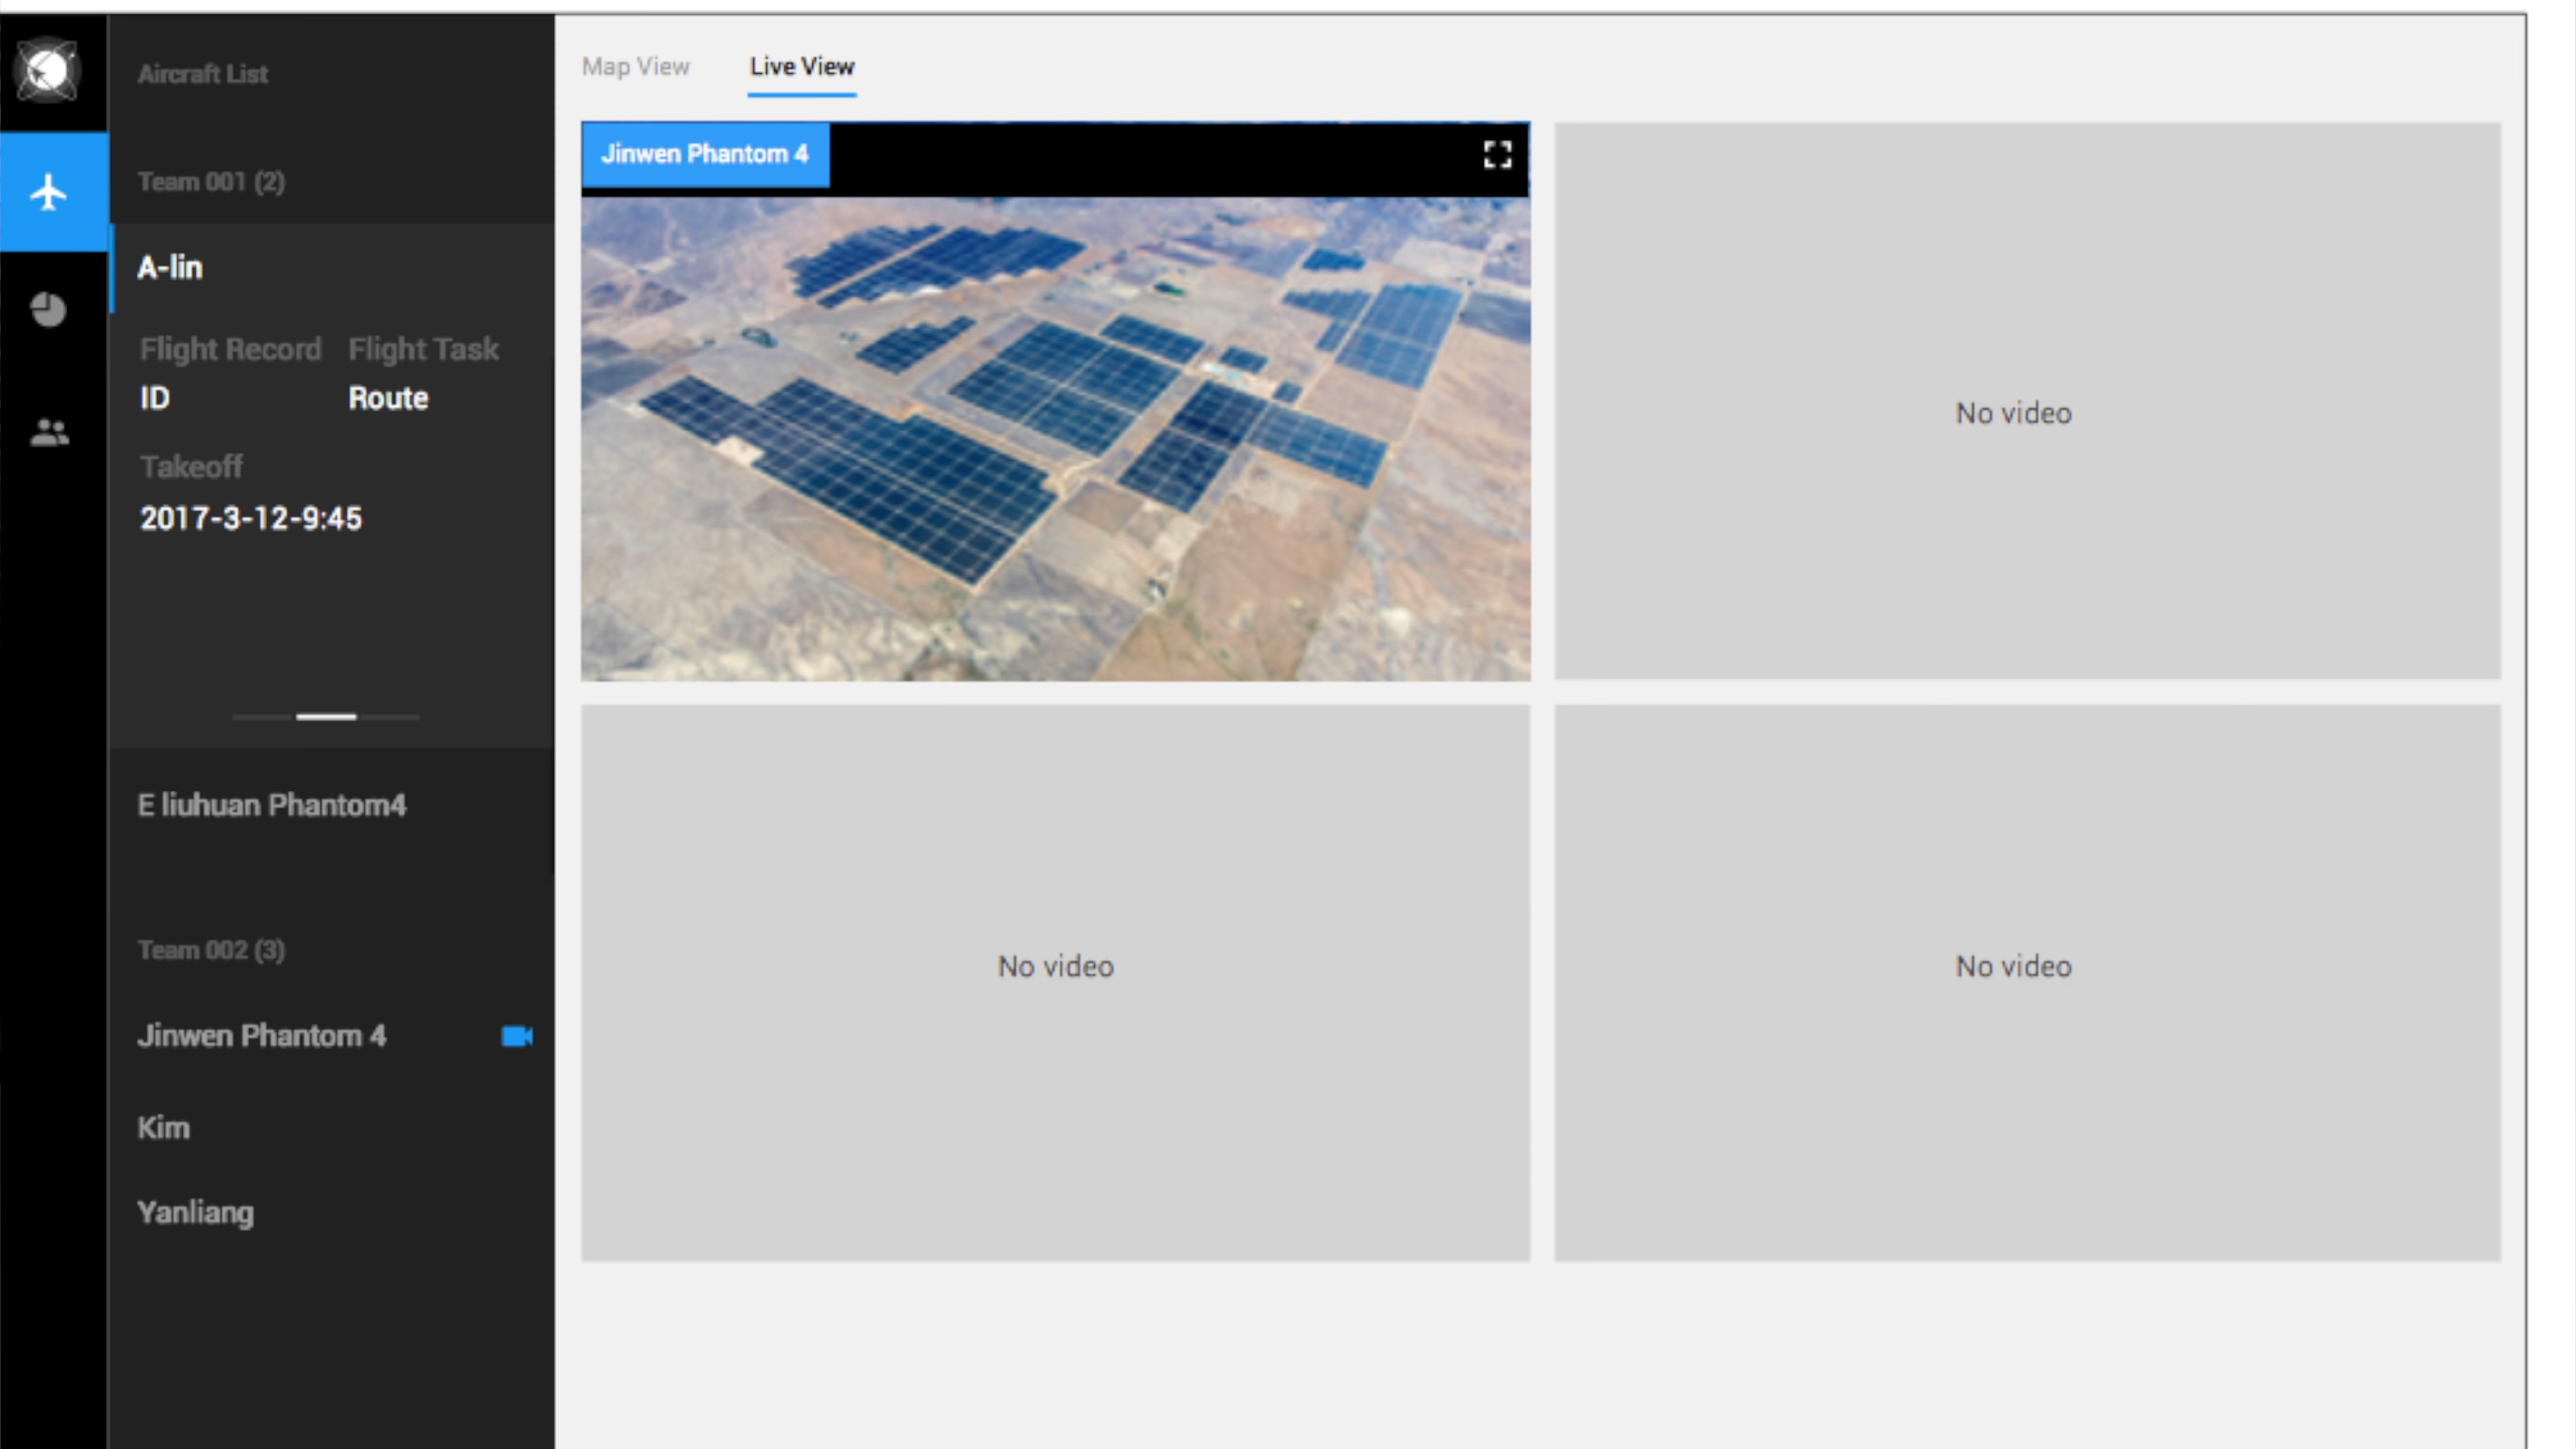 Aircraft List
Team 001 (2)
A-lin
Flight Record Flight Task
ID Route
Takeoff
2017-3-12-9:45
E liuhuan Phantom4
Team 002 (3)
Jinwen Phantom 4
Kim
Yanliang
Map View Live View
Jinwen Phantom 4
No video
No video
No video